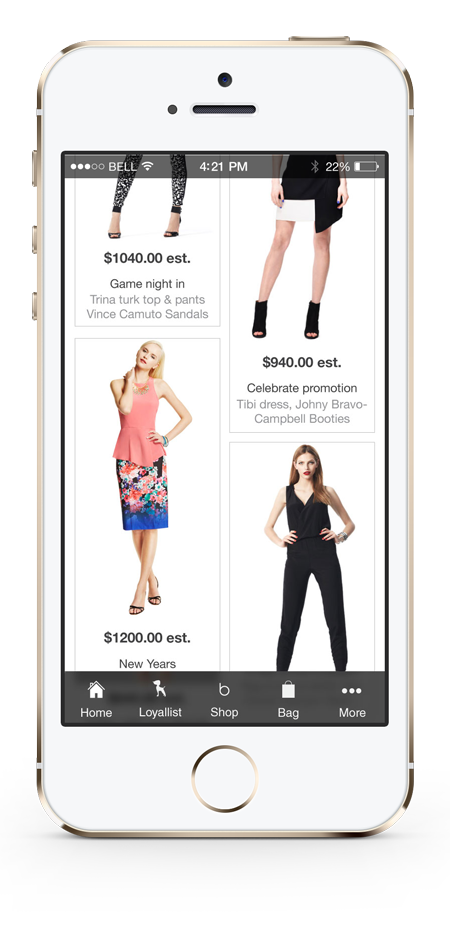 BELL 4:21 PM 22%
$1040.00 est.
Game night in
Trina turk top & pants
Vince Camuto Sandals
$940.00 est.
Celebrate promotion
Tibi dress, Johny Bravo-
Campbell Booties
$1200.00 est.
New Years
Home Loyallist Shop Bag More